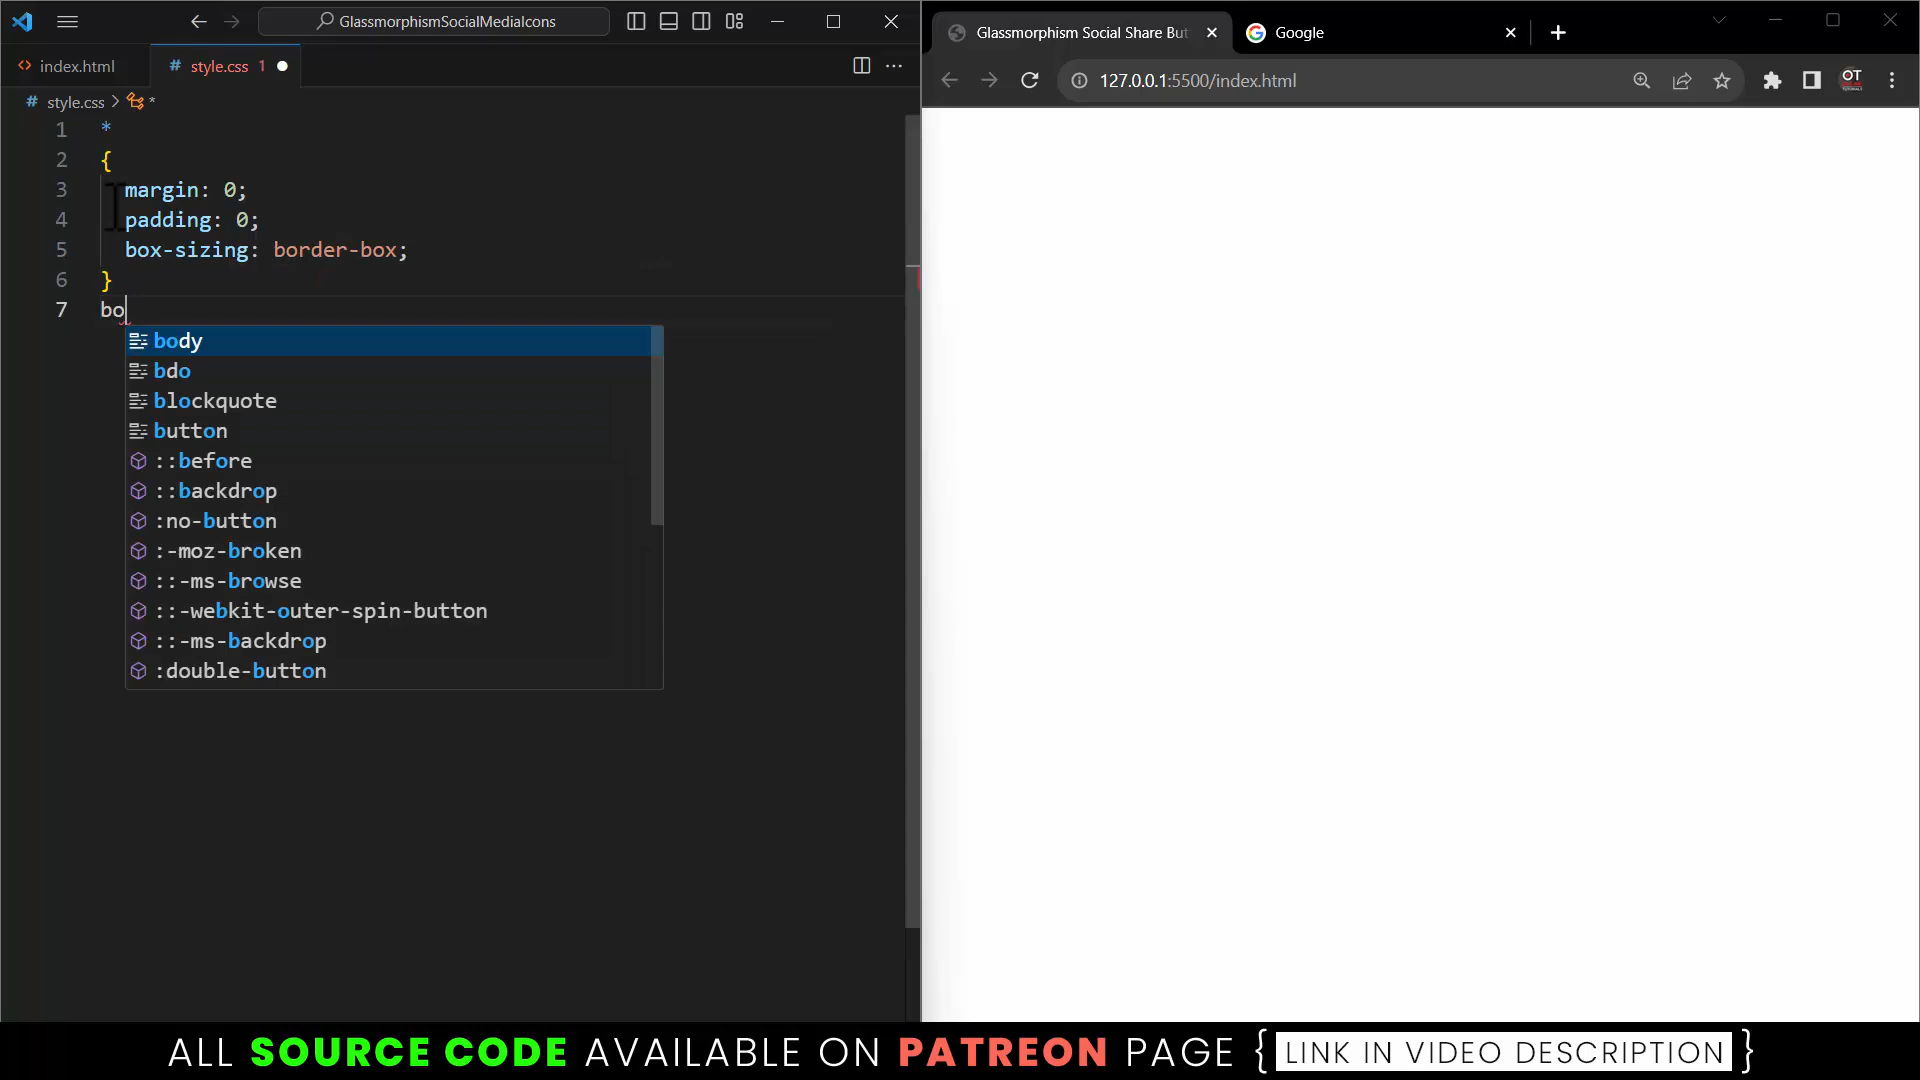 GlassmorphismSocialMediaIcons
index.html
# style.css 1
# style.css > *
1 *
2 {
3 margin: 0;
4 padding: 0;
5 box-sizing: border-box;
6 }
7 bo
body
bdo
blockquote
button
::before
::backdrop
:no-button
:-moz-broken
::-ms-browse
::-webkit-outer-spin-button
::-ms-backdrop
:double-button
Glassmorphism Social Share But
Google
127.0.0.1:5500/index.html
OT
ALL SOURCE CODE AVAILABLE ON PATREON PAGE { LINK IN VIDEO DESCRIPTION }